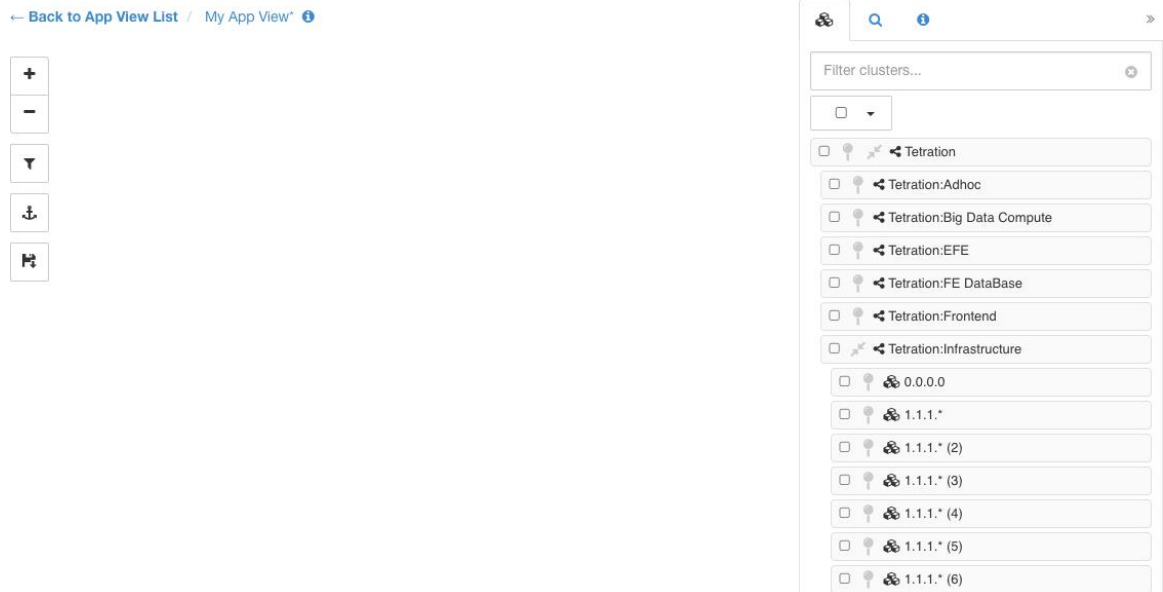 ← Back to App View List / My App View*
Filter clusters...
Tetration
Tetration:Adhoc
Tetration:Big Data Compute
Tetration:EFE
Tetration:FE DataBase
Tetration:Frontend
Tetration:Infrastructure
0.0.0.0
1.1.1.*
1.1.1.* (2)
1.1.1.* (3)
1.1.1.* (4)
1.1.1.* (5)
1.1.1.* (6)